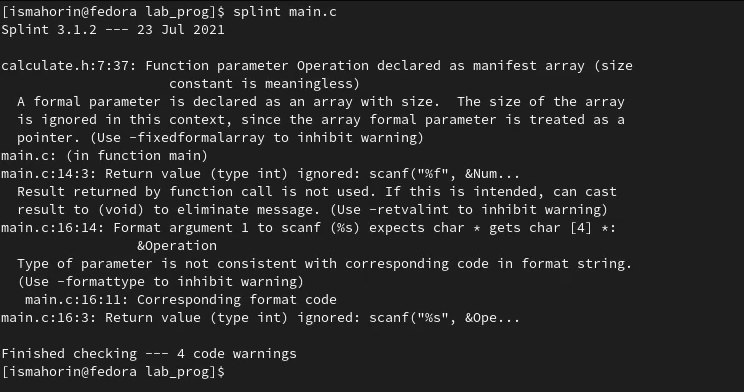 [ismahorin@fedora lab_prog]$ splint main.c
Splint 3.1.2 --- 23 Jul 2021

calculate.h:7:37: Function parameter Operation declared as manifest array (size
                     constant is meaningless)
  A formal parameter is declared as an array with size.  The size of the array
  is ignored in this context, since the array formal parameter is treated as a
  pointer. (Use -fixedformalarray to inhibit warning)
main.c: (in function main)
main.c:14:3: Return value (type int) ignored: scanf("%f", &Num...
  Result returned by function call is not used. If this is intended, can cast
  result to (void) to eliminate message. (Use -retvalint to inhibit warning)
main.c:16:14: Format argument 1 to scanf (%s) expects char * gets char [4] *:
                 &Operation
  Type of parameter is not consistent with corresponding code in format string.
  (Use -formattype to inhibit warning)
   main.c:16:11: Corresponding format code
main.c:16:3: Return value (type int) ignored: scanf("%s", &Ope...

Finished checking --- 4 code warnings
[ismahorin@fedora lab_prog]$